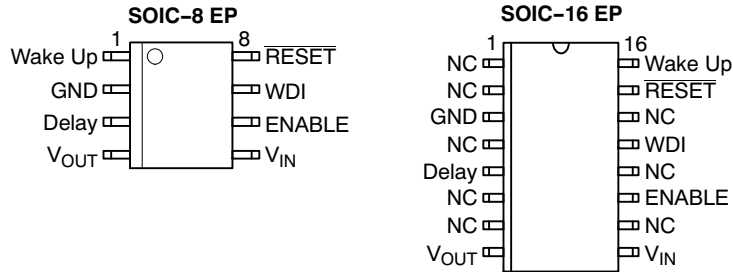 SOIC–8 EP
1 8
Wake Up RESET
GND WDI
Delay ENABLE
VOUT VIN
SOIC–16 EP
1 16
NC Wake Up
NC RESET
GND NC
NC WDI
Delay NC
NC ENABLE
NC NC
VOUT VIN